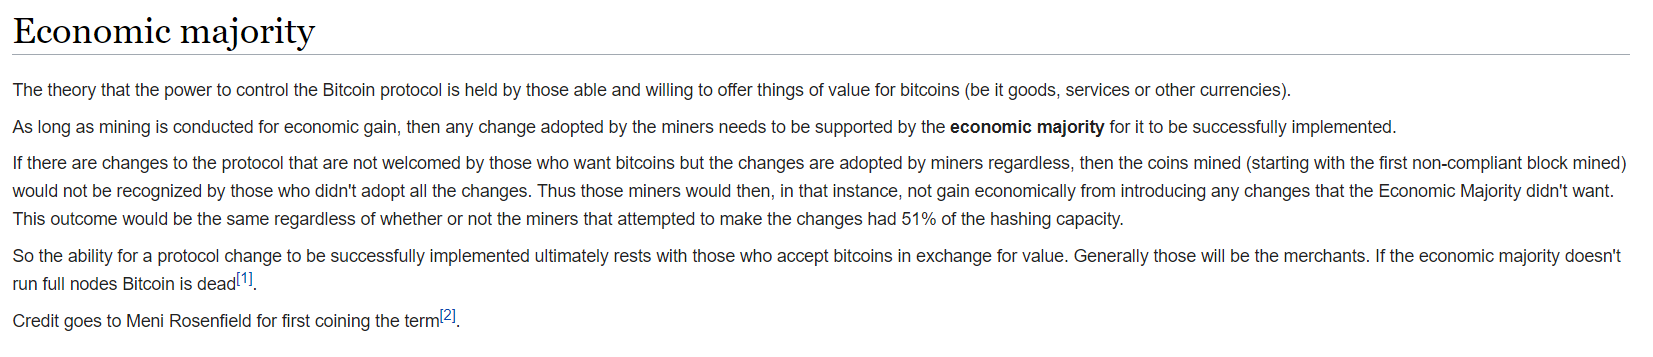 Economic majority
The theory that the power to control the Bitcoin protocol is held by those able and willing to offer things of value for bitcoins (be it goods, services or other currencies).
As long as mining is conducted for economic gain, then any change adopted by the miners needs to be supported by the economic majority for it to be successfully implemented.
If there are changes to the protocol that are not welcomed by those who want bitcoins but the changes are adopted by miners regardless, then the coins mined (starting with the first non-compliant block mined)
would not be recognized by those who didn't adopt all the changes. Thus those miners would then, in that instance, not gain economically from introducing any changes that the Economic Majority didn't want.
This outcome would be the same regardless of whether or not the miners that attempted to make the changes had 51% of the hashing capacity.
So the ability for a protocol change to be successfully implemented ultimately rests with those who accept bitcoins in exchange for value. Generally those will be the merchants. If the economic majority doesn't
run full nodes Bitcoin is dead[1].
Credit goes to Meni Rosenfield for first coining the term[2].